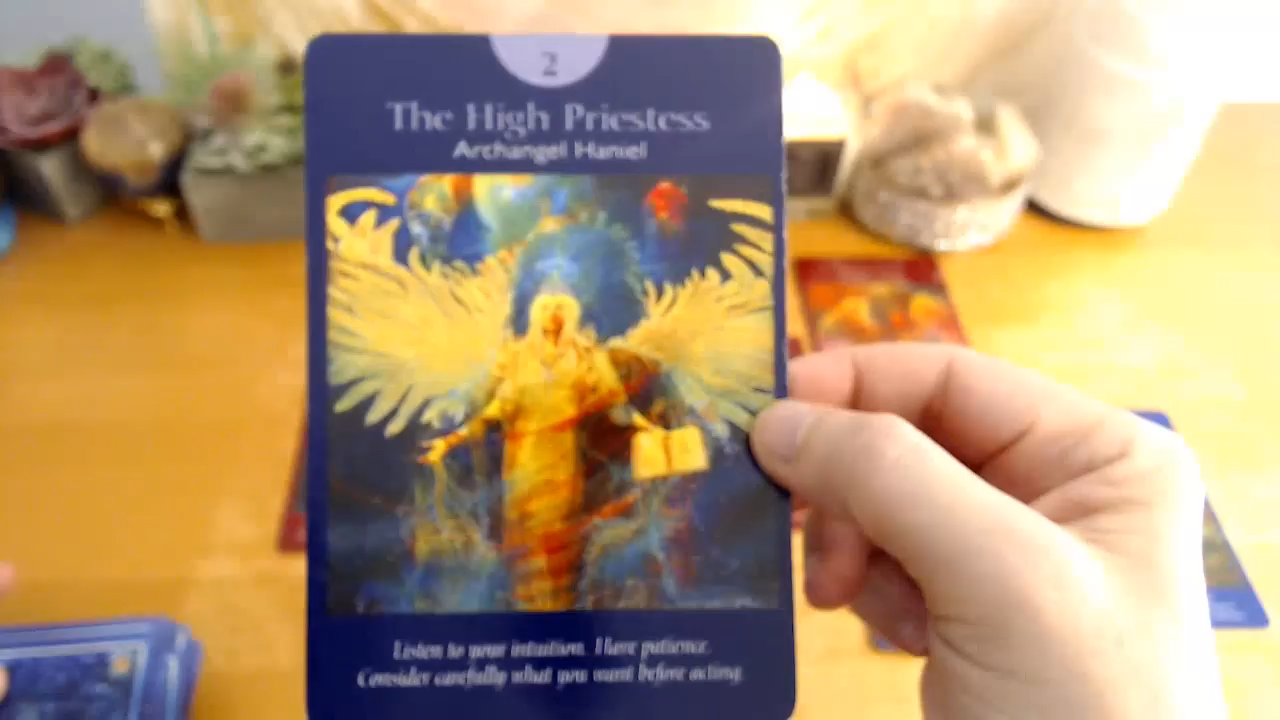 2
The High Priestess
Archangel Haniel
Listen to your intuition. Have patience.
Consider carefully what you want before acting.